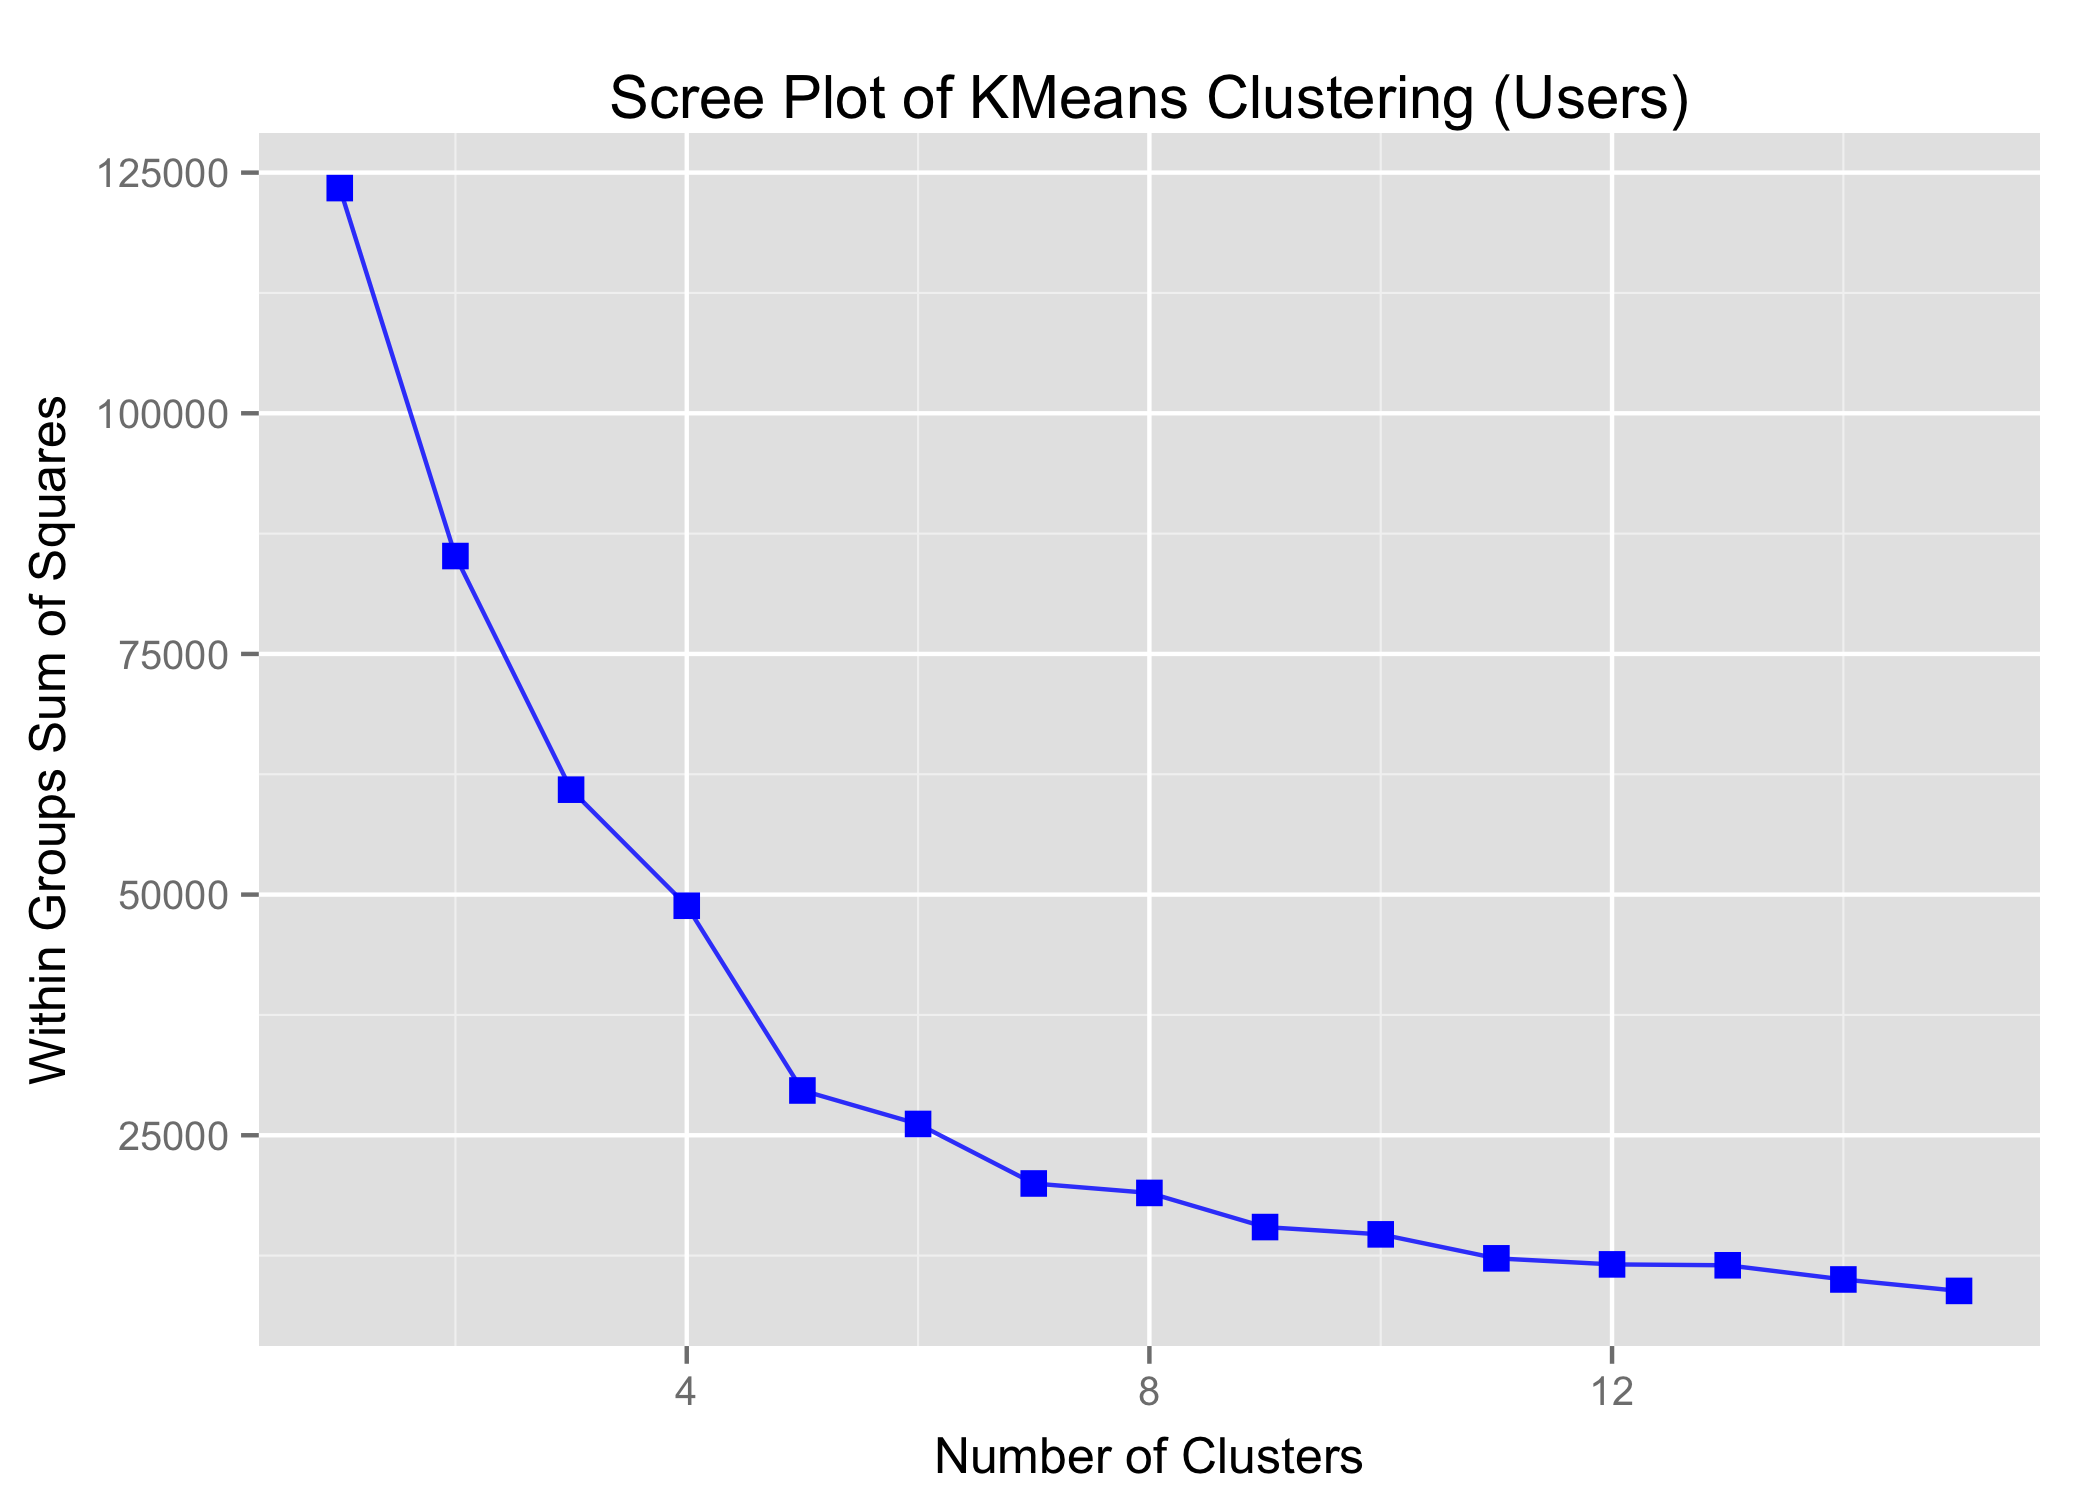 Scree Plot of KMeans Clustering (Users)
Within Groups Sum of Squares
125000
100000
75000
50000
25000
4
8
12
Number of Clusters